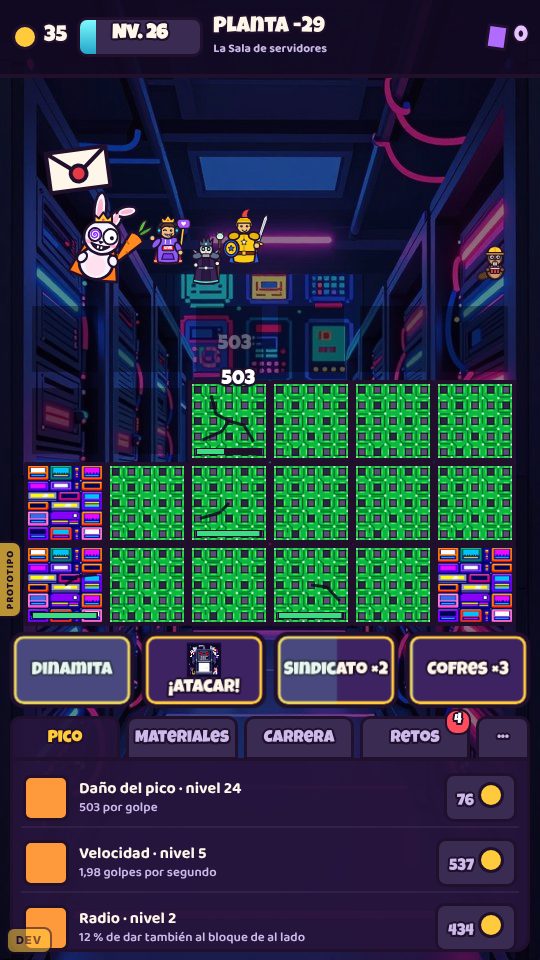 35
NV. 26
PLANTA -29
La Sala de servidores
0
503
503
PROTOTIPO
DINAMITA
¡ATACAR!
SINDICATO ×2
COFRES ×3
PICO
MATERIALES
CARRERA
RETOS
4
...
Daño del pico · nivel 24
503 por golpe
76
Velocidad · nivel 5
1,98 golpes por segundo
537
Radio · nivel 2
12 % de dar también al bloque de al lado
434
DEV